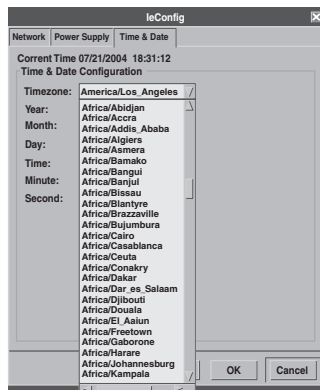 IeConfig
Network Power Supply Time & Date
Corrent Time 07/21/2004 18:31:12
Time & Date Configuration
Timezone: America/Los_Angeles
Year:
Month:
Day:
Time:
Minute:
Second:
Africa/Abidjan
Africa/Accra
Africa/Addis_Ababa
Africa/Algiers
Africa/Asmera
Africa/Bamako
Africa/Bangui
Africa/Banjul
Africa/Bissau
Africa/Blantyre
Africa/Brazzaville
Africa/Bujumbura
Africa/Cairo
Africa/Casablanca
Africa/Ceuta
Africa/Conakry
Africa/Dakar
Africa/Dar_es_Salaam
Africa/Djibouti
Africa/Douala
Africa/El_Aaiun
Africa/Freetown
Africa/Gaborone
Africa/Harare
Africa/Johannesburg
Africa/Kampala
OK Cancel